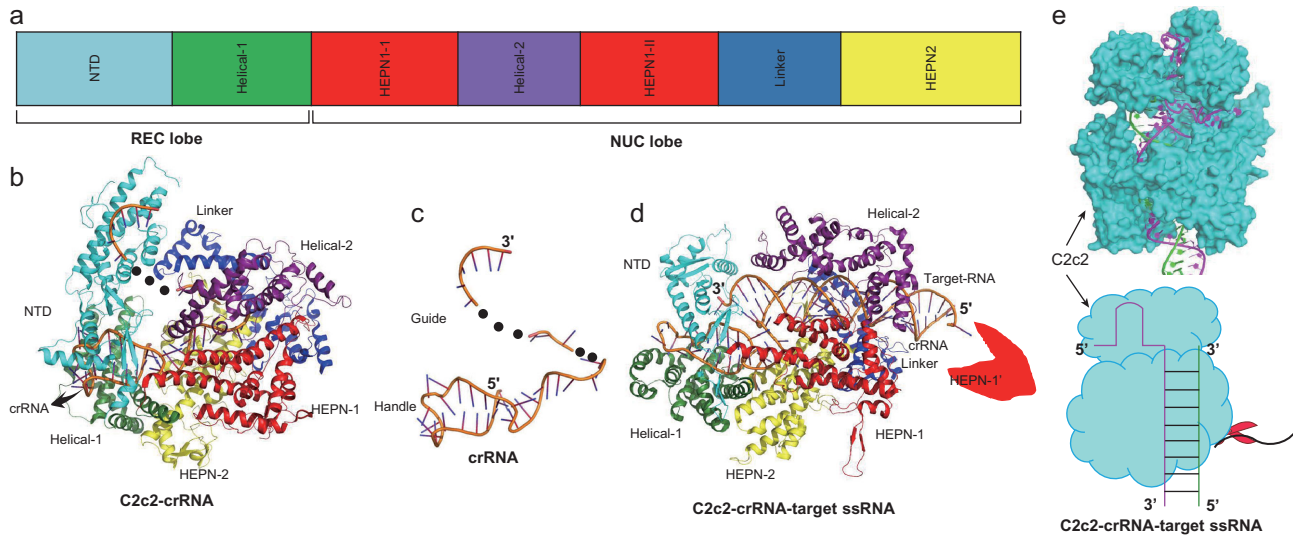 a
NTD
Helical-1
HEPN1-1
Helical-2
HEPN1-II
Linker
HEPN2
REC lobe
NUC lobe
b
Linker
Helical-2
NTD
crRNA
Helical-1
HEPN-1
HEPN-2
C2c2-crRNA
c
3'
Guide
5'
Handle
crRNA
d
Helical-2
NTD
3'
Target-RNA
5'
crRNA
Linker
HEPN-1'
Helical-1
HEPN-1
HEPN-2
C2c2-crRNA-target ssRNA
e
C2c2
5'
3'
3'
5'
C2c2-crRNA-target ssRNA